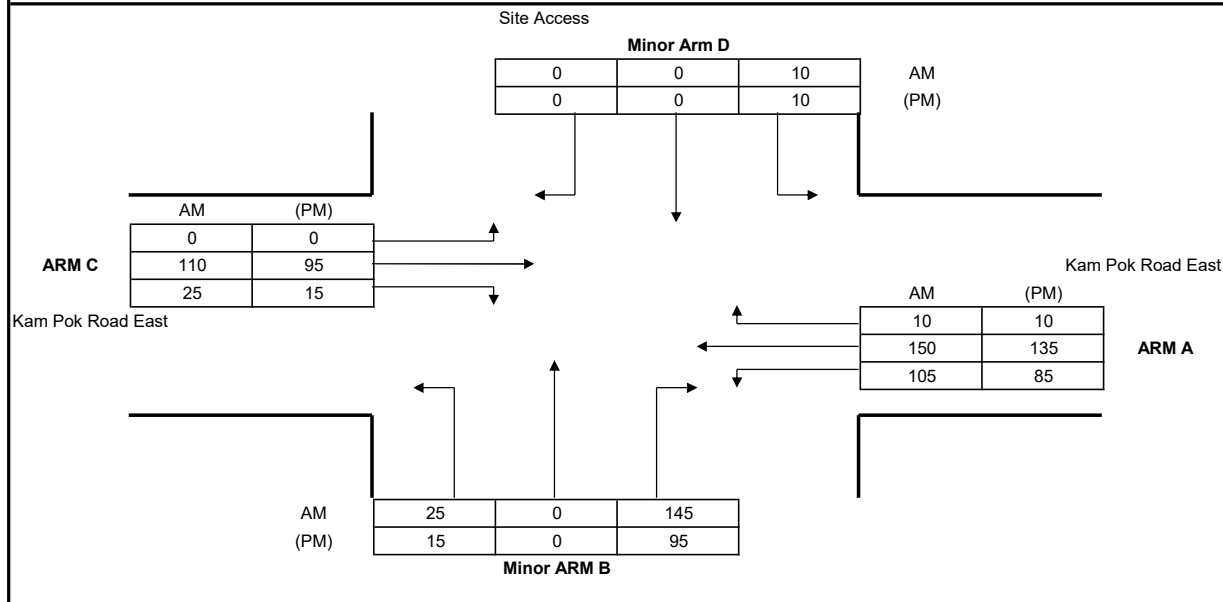 Site Access
Minor Arm D
0 0 10 AM
0 0 10 (PM)
AM (PM)
0 0
ARM C 110 95
25 15
Kam Pok Road East
Kam Pok Road East
AM (PM)
10 10
150 135 ARM A
105 85
AM 25 0 145
(PM) 15 0 95
Minor ARM B